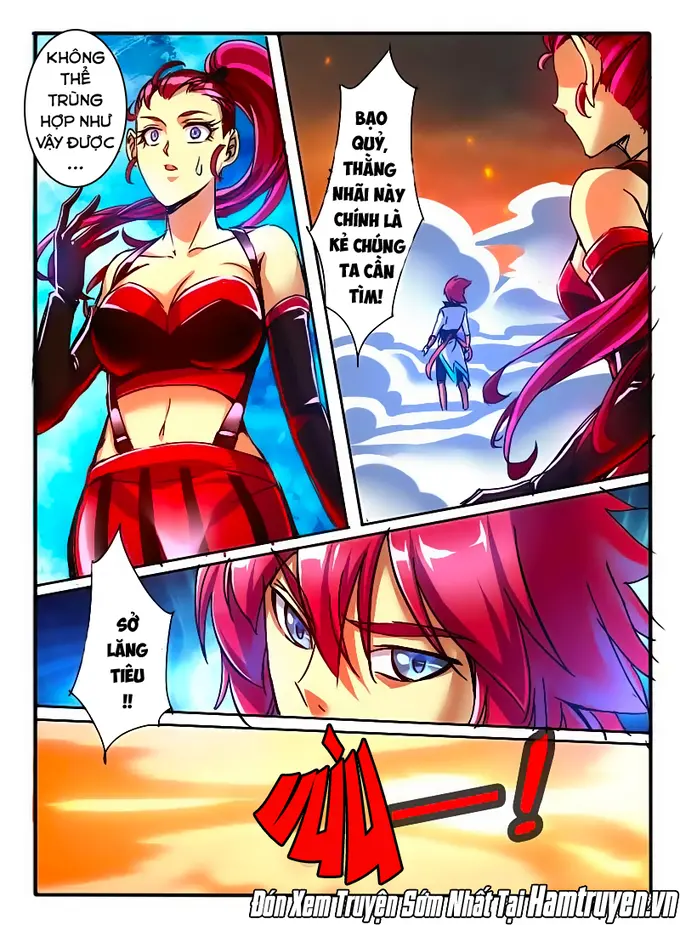 KHÔNG
THỂ
TRÙNG
HỢP NHƯ
VẬY ĐƯỢC
...
BẠO
QUỶ,
THẰNG
NHÃI NÀY
CHÍNH LÀ
KẺ CHÚNG
TA CẦN
TÌM!
SỞ
LĂNG
TIÊU
!!
VÙÙ—!
Đón Xem Truyện Sớm Nhất Tại Hamtruyen.vn